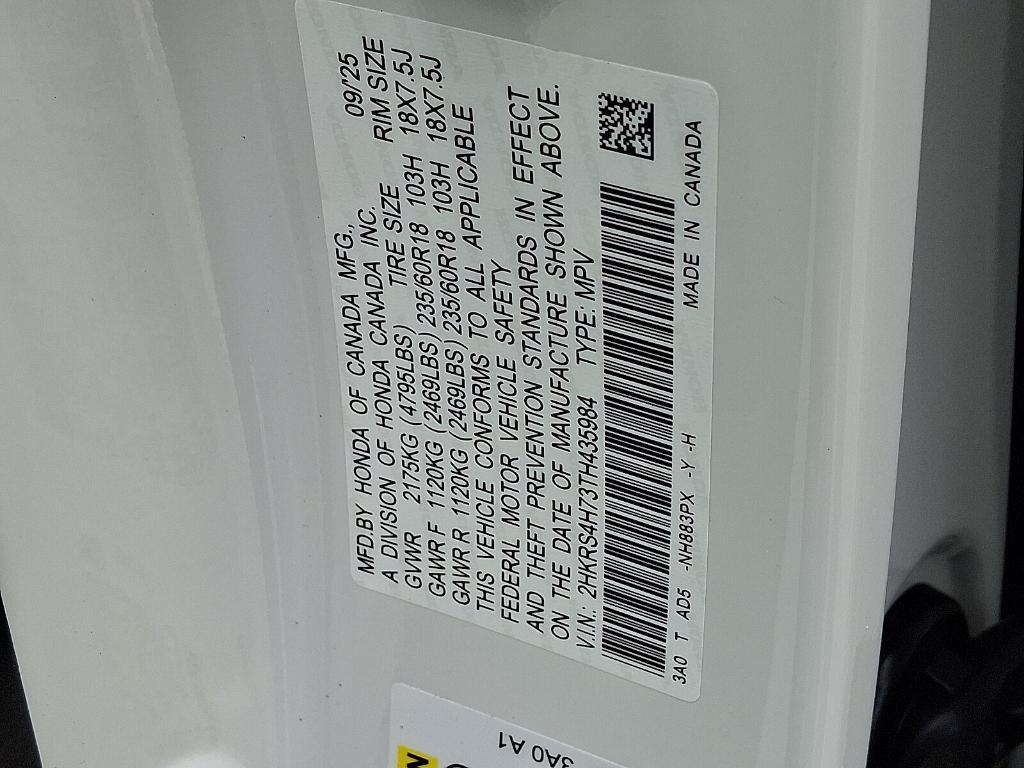 MFD.BY HONDA OF CANADA MFG., 09/'25
A DIVISION OF HONDA CANADA INC.
TIRE SIZE RIM SIZE
GVWR 2175KG (4795LBS)
GAWR F 1120KG (2469LBS) 235/60R18 103H 18X7.5J
GAWR R 1120KG (2469LBS) 235/60R18 103H 18X7.5J
THIS VEHICLE CONFORMS TO ALL APPLICABLE
FEDERAL MOTOR VEHICLE SAFETY
AND THEFT PREVENTION STANDARDS IN EFFECT
ON THE DATE OF MANUFACTURE SHOWN ABOVE.
V.I.N.: 2HKRS4H73TH435984 TYPE: MPV
3A0 T AD5 -NH883PX -Y -H MADE IN CANADA
3A0 A1